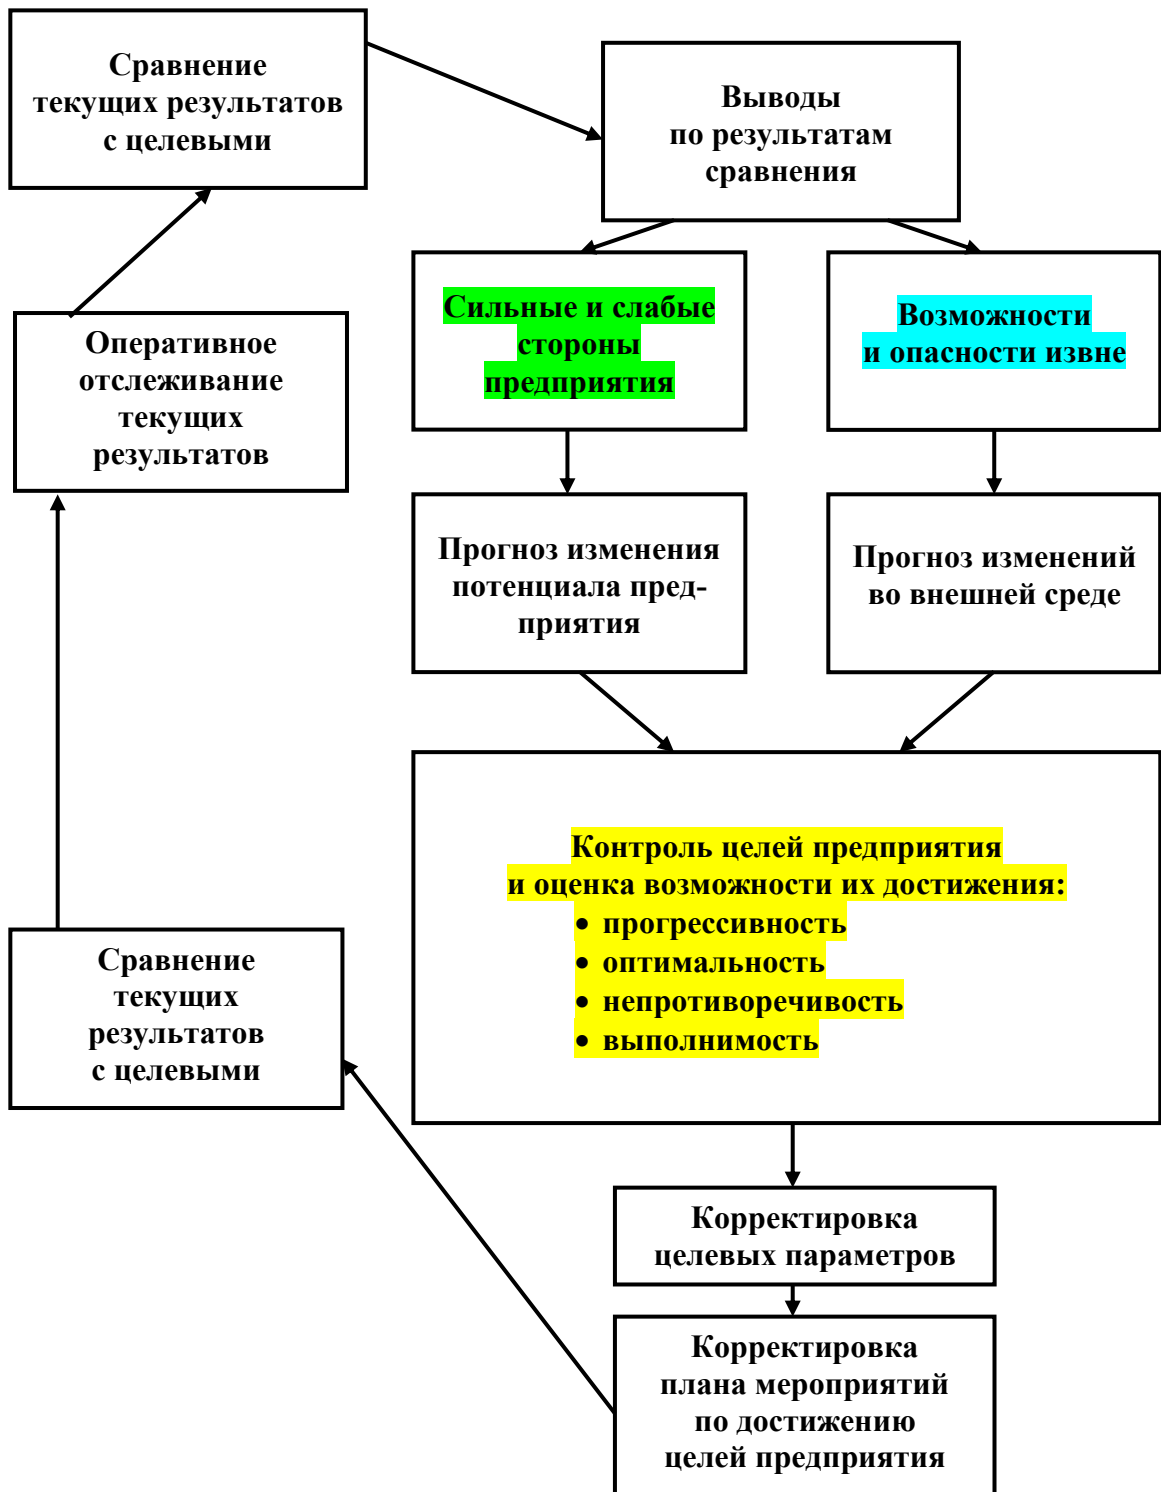 Сравнение
текущих результатов
с целевыми
Выводы
по результатам
сравнения
Сильные и слабые
стороны
предприятия
Возможности
и опасности извне
Оперативное
отслеживание
текущих
результатов
Прогноз изменения
потенциала пред-
приятия
Прогноз изменений
во внешней среде
Контроль целей предприятия
и оценка возможности их достижения:
• прогрессивность
• оптимальность
• непротиворечивость
• выполнимость
Сравнение
текущих
результатов
с целевыми
Корректировка
целевых параметров
Корректировка
плана мероприятий
по достижению
целей предприятия